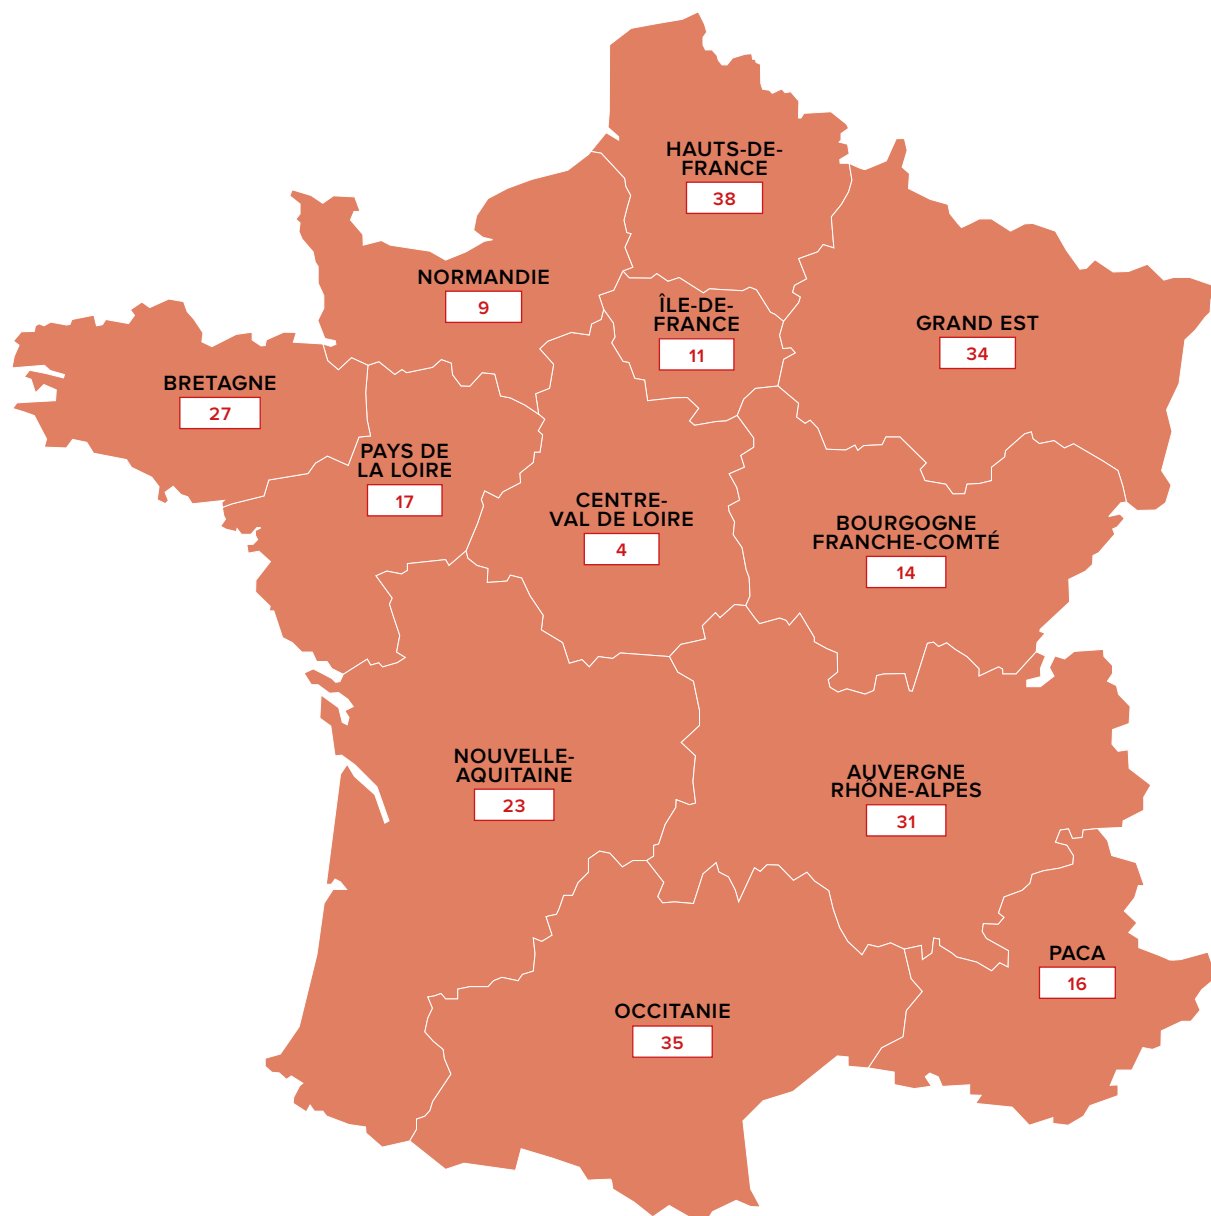 HAUTS-DE-
FRANCE
38
NORMANDIE
9
ÎLE-DE-
FRANCE
11
GRAND EST
34
BRETAGNE
27
PAYS DE
LA LOIRE
17
CENTRE-
VAL DE LOIRE
4
BOURGOGNE
FRANCHE-COMTÉ
14
NOUVELLE-
AQUITAINE
23
AUVERGNE
RHÔNE-ALPES
31
PACA
16
OCCITANIE
35